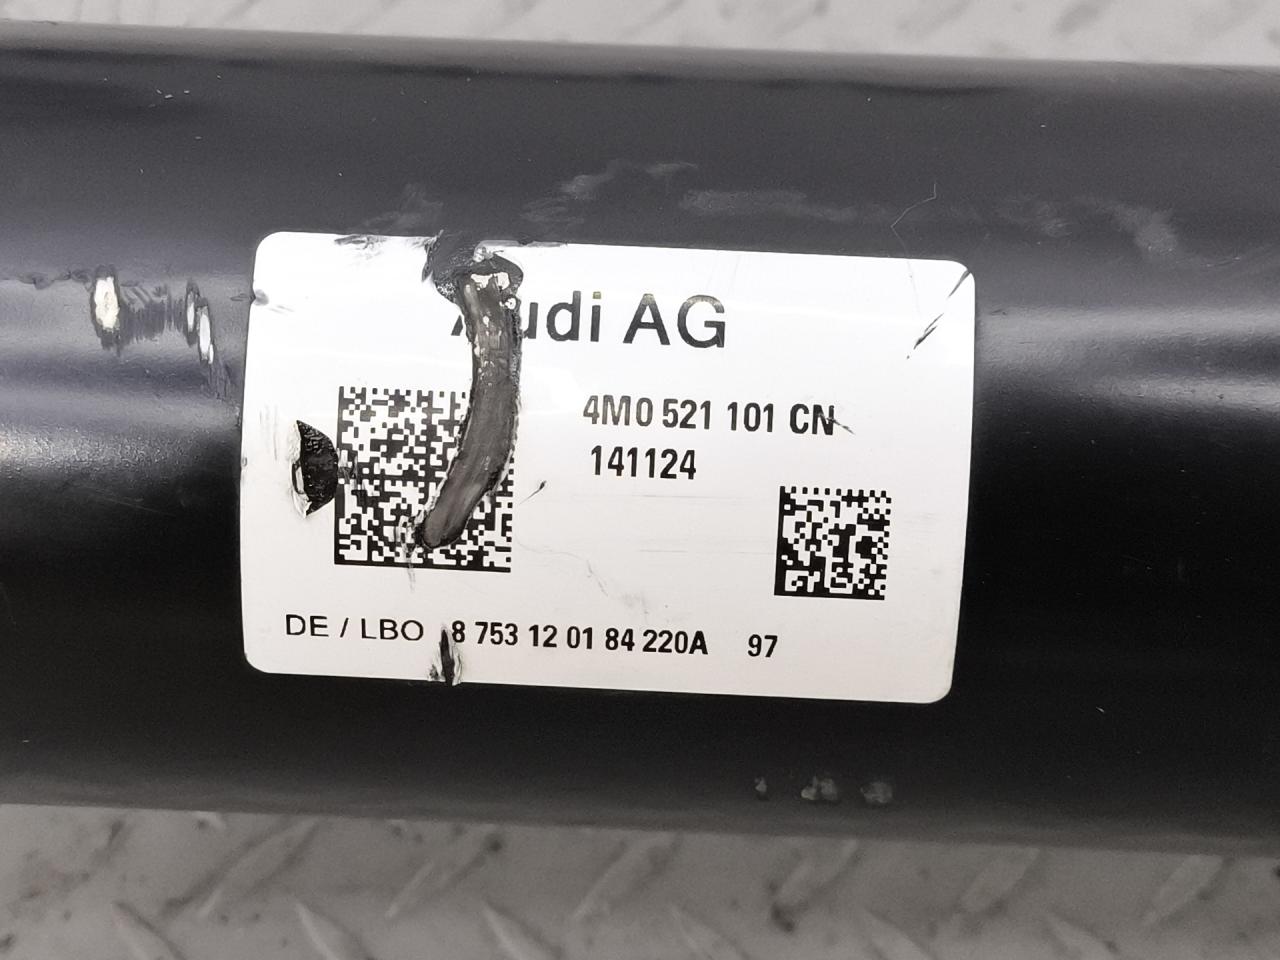 Audi AG
4M0 521 101 CN
141124
DE / LBO 8 753 12 01 84 220A 97